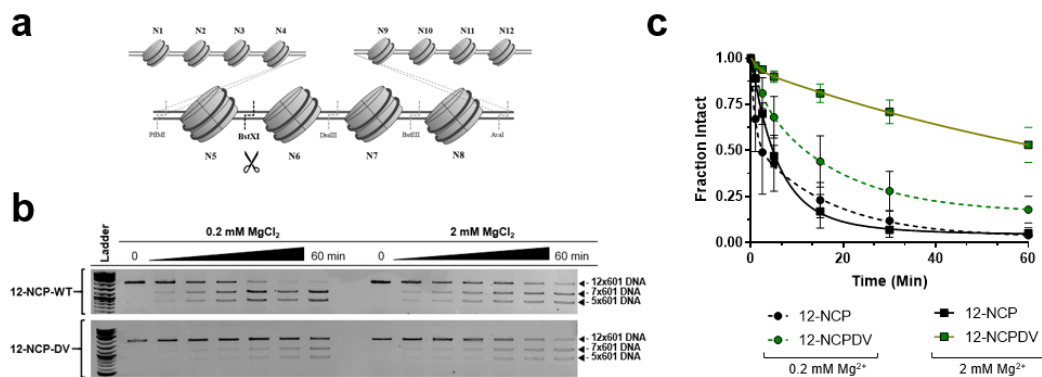 a
N1 N2 N3 N4
N9 N10 N11 N12
PflMI BstXI DraIII BstEII AvaI
N5 N6 N7 N8
b
Ladder
0.2 mM MgCl₂ 2 mM MgCl₂
0 60 min 0 60 min
12-NCP-WT
12x601 DNA
7x601 DNA
5x601 DNA
12-NCP-DV
12x601 DNA
7x601 DNA
5x601 DNA
c
Fraction Intact
1.00
0.75
0.50
0.25
0.00
0 20 40 60
Time (Min)
12-NCP 12-NCP
12-NCPDV 12-NCPDV
0.2 mM Mg²⁺ 2 mM Mg²⁺